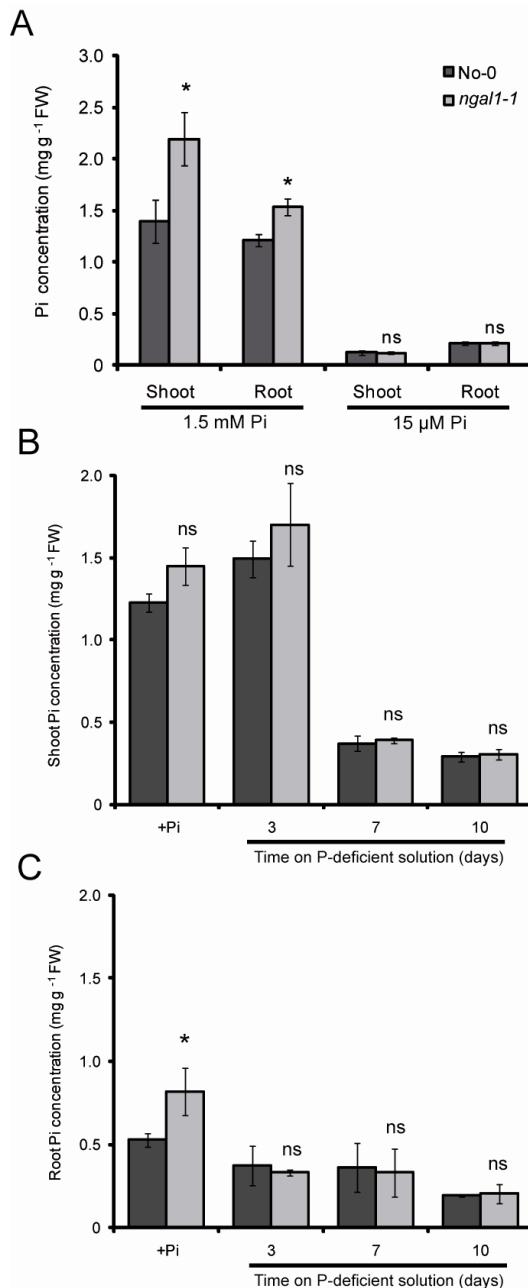 A
No-0
ngal1-1
Pi concentration (mg g -1 FW)
3.0
2.5
2.0
1.5
1.0
0.5
0
*
*
ns
ns
Shoot Root Shoot Root
1.5 mM Pi 15 µM Pi
B
Shoot Pi concentration (mg g -1 FW)
2.0
1.5
1.0
0.5
0
ns
ns
ns
ns
+Pi 3 7 10
Time on P-deficient solution (days)
C
Root Pi concentration (mg g -1 FW)
2.0
1.5
1.0
0.5
0
*
ns
ns
ns
+Pi 3 7 10
Time on P-deficient solution (days)